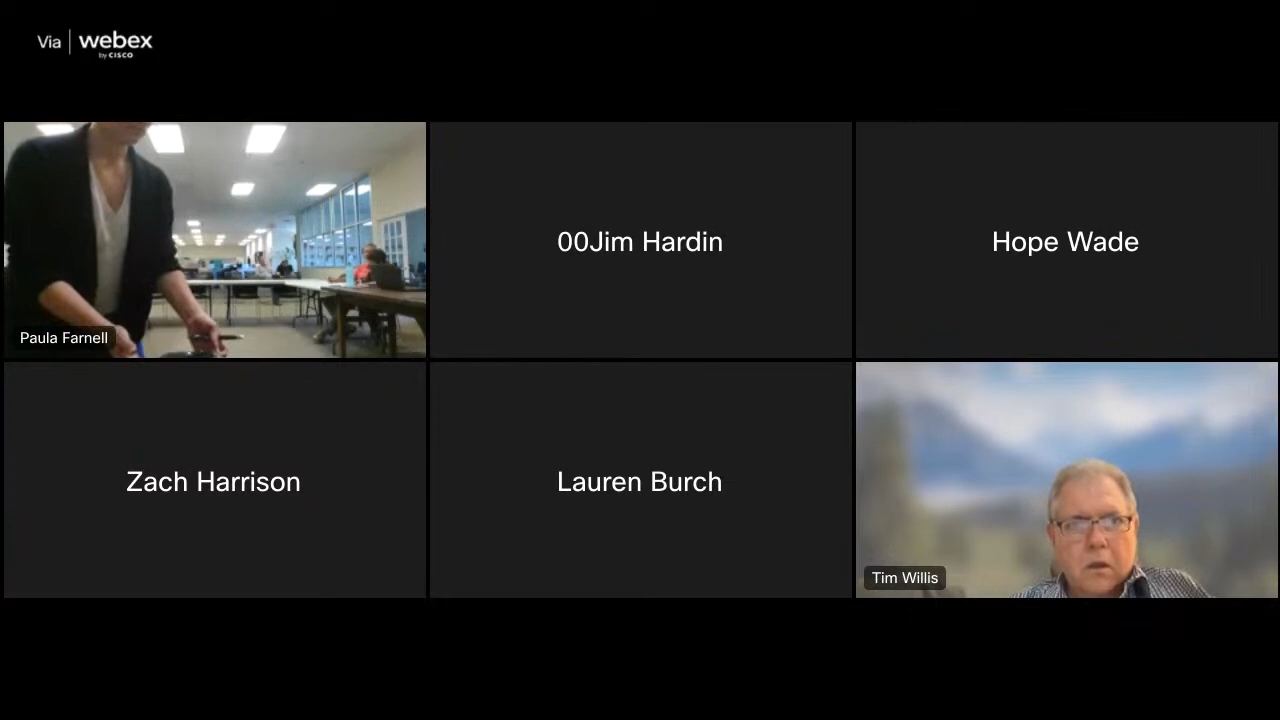 Via | webex
by CISCO
Paula Farnell
00Jim Hardin
Hope Wade
Zach Harrison
Lauren Burch
Tim Willis